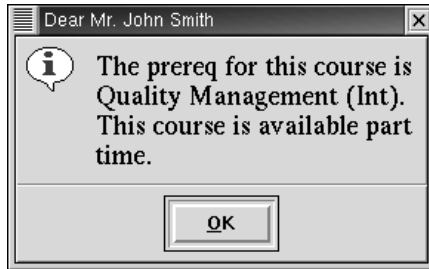 Dear Mr. John Smith
The prereq for this course is
Quality Management (Int).
This course is available part
time.
OK